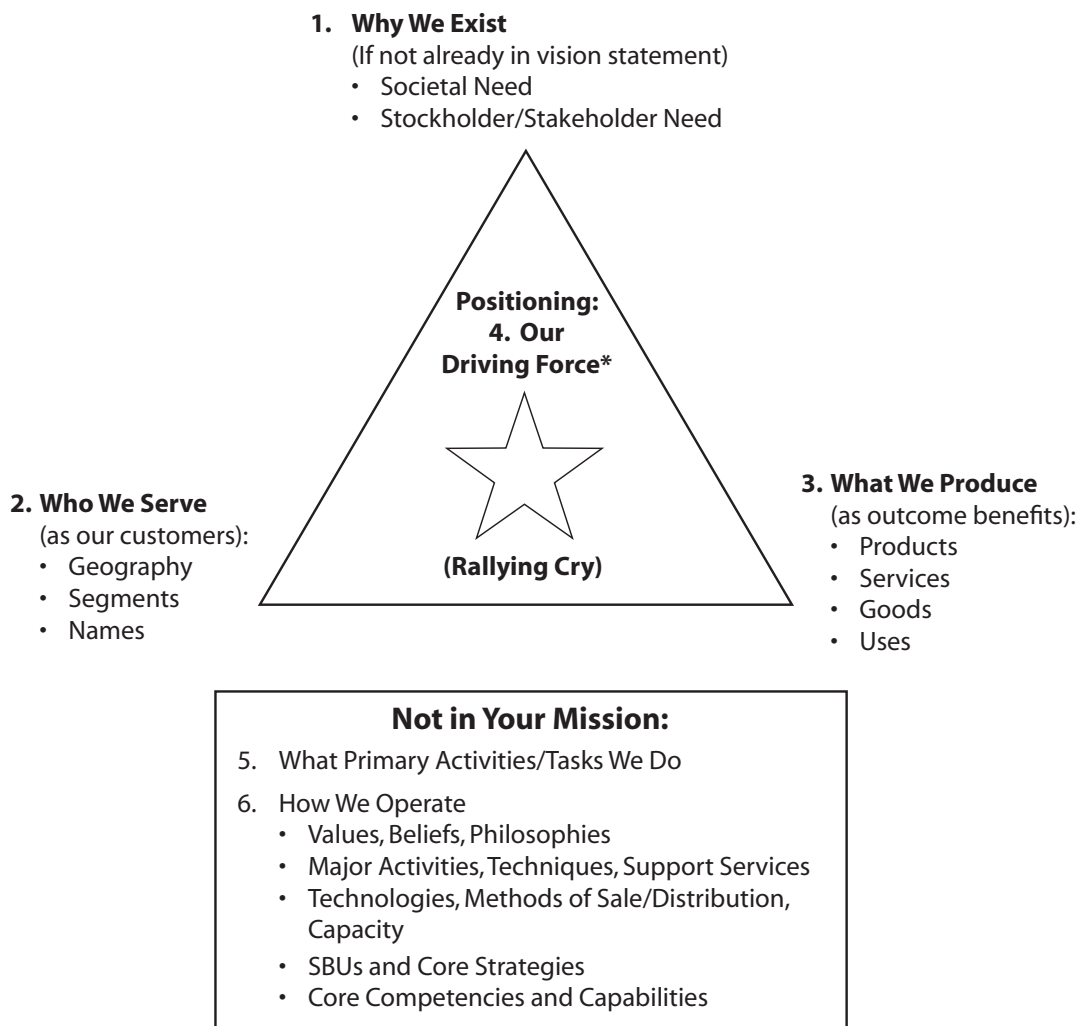 1. Why We Exist
(If not already in vision statement)
• Societal Need
• Stockholder/Stakeholder Need
Positioning:
4. Our
Driving Force*
(Rallying Cry)
2. Who We Serve
(as our customers):
• Geography
• Segments
• Names
3. What We Produce
(as outcome benefits):
• Products
• Services
• Goods
• Uses
Not in Your Mission:
5. What Primary Activities/Tasks We Do
6. How We Operate
• Values, Beliefs, Philosophies
• Major Activities, Techniques, Support Services
• Technologies, Methods of Sale/Distribution,
Capacity
• SBUs and Core Strategies
• Core Competencies and Capabilities